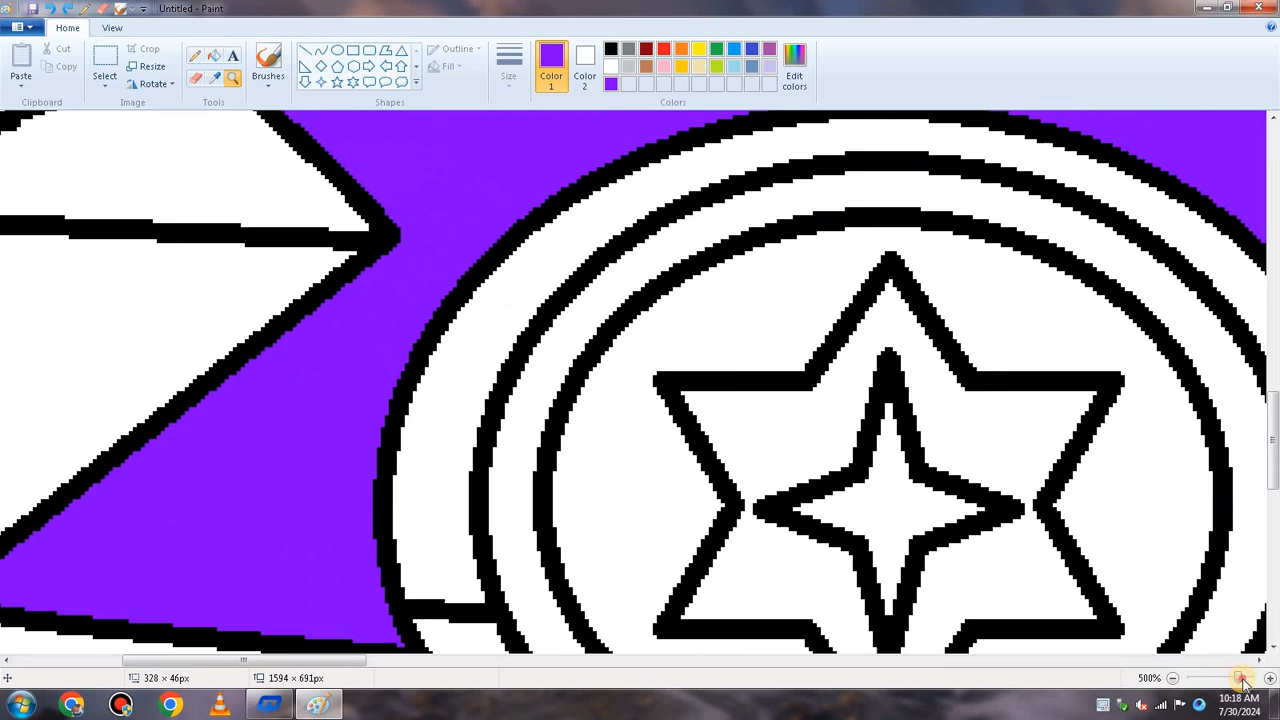 Untitled - Paint
Home View
Paste
Cut
Copy
Clipboard
Select
Crop
Resize
Rotate
Image
Tools
Brushes
Shapes
Outline
Fill
Size
Color 1
Color 2
Edit colors
Colors
328 × 46px
1594 × 691px
500%
10:18 AM
7/30/2024